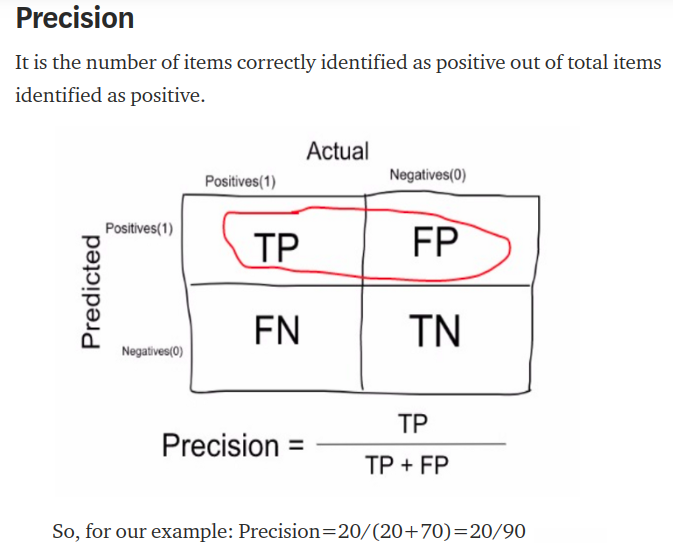 Precision
It is the number of items correctly identified as positive out of total items
identified as positive.
Actual
Positives(1)
Negatives(0)
Predicted
Positives(1)
TP
FP
Negatives(0)
FN
TN
Precision =
TP
TP + FP
So, for our example: Precision=20/(20+70)=20/90